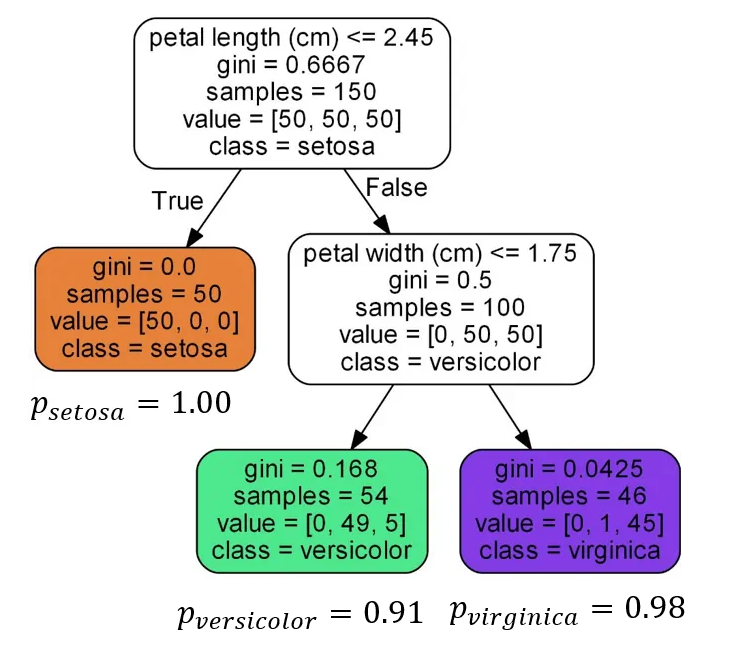 petal length (cm) <= 2.45
gini = 0.6667
samples = 150
value = [50, 50, 50]
class = setosa
True
False
gini = 0.0
samples = 50
value = [50, 0, 0]
class = setosa
petal width (cm) <= 1.75
gini = 0.5
samples = 100
value = [0, 50, 50]
class = versicolor
p_setosa = 1.00
gini = 0.168
samples = 54
value = [0, 49, 5]
class = versicolor
gini = 0.0425
samples = 46
value = [0, 1, 45]
class = virginica
p_versicolor = 0.91
p_virginica = 0.98